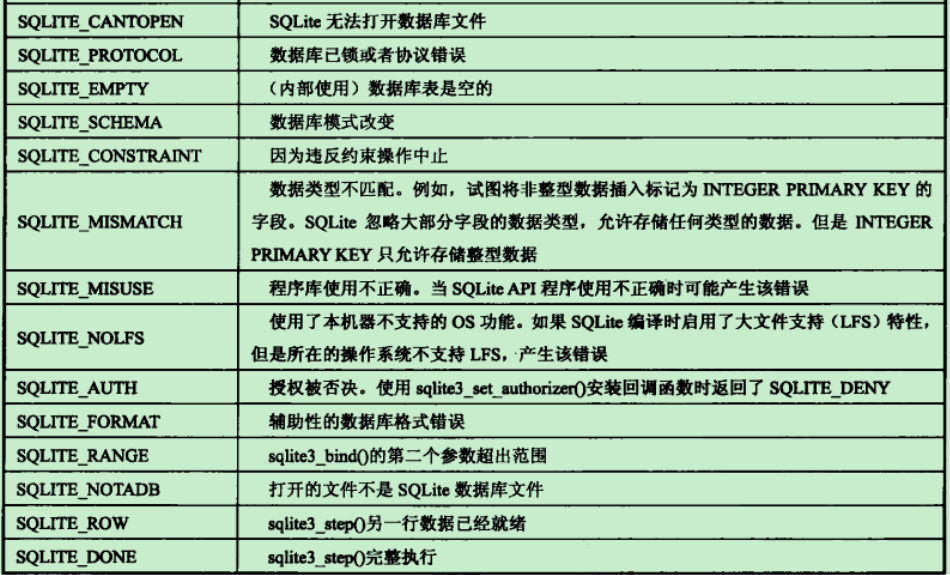 SQLITE_CANTOPEN SQLite 无法打开数据库文件
SQLITE_PROTOCOL 数据库已锁或者协议错误
SQLITE_EMPTY （内部使用）数据库表是空的
SQLITE_SCHEMA 数据库模式改变
SQLITE_CONSTRAINT 因为违反约束操作中止
数据类型不匹配。例如，试图将非整型数据插入标记为 INTEGER PRIMARY KEY 的
SQLITE_MISMATCH 字段。SQLite 忽略大部分字段的数据类型，允许存储任何类型的数据。但是 INTEGER
PRIMARY KEY 只允许存储整型数据
SQLITE_MISUSE 程序库使用不正确。当 SQLite API 程序使用不正确时可能产生该错误
SQLITE_NOLFS 使用了本机器不支持的 OS 功能。如果 SQLite 编译时启用了大文件支持（LFS）特性，
但是所在的操作系统不支持 LFS，产生该错误
SQLITE_AUTH 授权被否决。使用 sqlite3_set_authorizer()安装回调函数时返回了 SQLITE_DENY
SQLITE_FORMAT 辅助性的数据库格式错误
SQLITE_RANGE sqlite3_bind()的第二个参数超出范围
SQLITE_NOTADB 打开的文件不是 SQLite 数据库文件
SQLITE_ROW sqlite3_step()另一行数据已经就绪
SQLITE_DONE sqlite3_step()完整执行